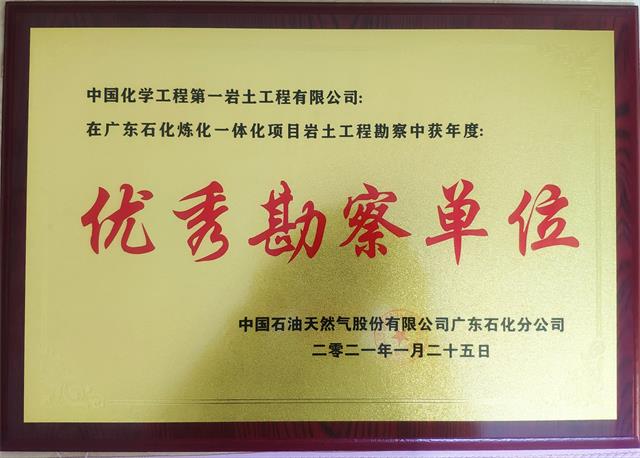 中国化学工程第一岩土工程有限公司:
在广东石化炼化一体化项目岩土工程勘察中获年度:
优秀勘察单位
中国石油天然气股份有限公司广东石化分公司
二零二一年一月二十五日